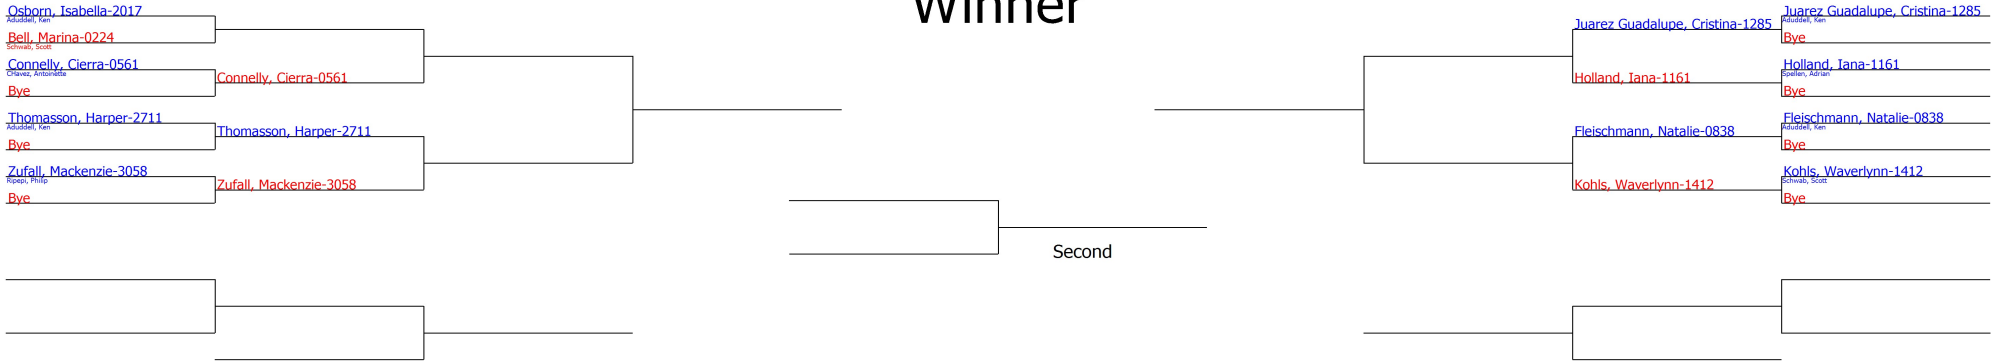 Winner
Osborn, Isabella-2017
Aduddell, Ken
Bell, Marina-0224
Schwab, Scott
Connelly, Cierra-0561
CHavez, Antoinette
Bye
Thomasson, Harper-2711
Aduddell, Ken
Bye
Zufall, Mackenzie-3058
Ripepi, Philip
Bye
Connelly, Cierra-0561
Thomasson, Harper-2711
Zufall, Mackenzie-3058
Second
Juarez Guadalupe, Cristina-1285
Holland, Iana-1161
Fleischmann, Natalie-0838
Kohls, Waverlynn-1412
Juarez Guadalupe, Cristina-1285
Aduddell, Ken
Bye
Holland, Iana-1161
Spellen, Adrian
Bye
Fleischmann, Natalie-0838
Aduddell, Ken
Bye
Kohls, Waverlynn-1412
Schwab, Scott
Bye